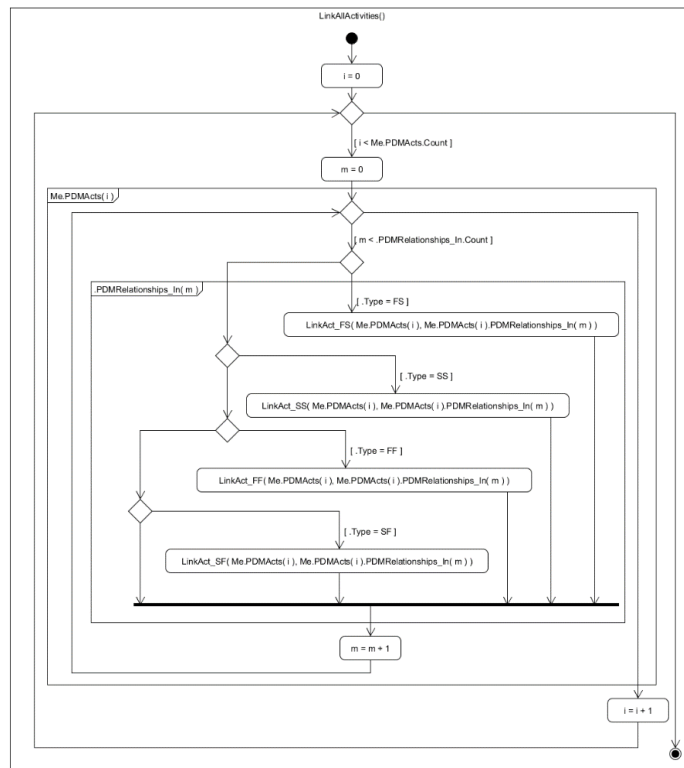 LinkAllActivities()
i = 0
[ i < Me.PDMActs.Count ]
m = 0
Me.PDMActs( i )
[ m < .PDMRelationships_In.Count
.PDMRelationships_In( m )
[ .Type = FS ]
LinkAct_FS( Me.PDMActs( i ), Me.PDMActs( i ).PDMRelationships_In( m ) )
[ .Type = SS ]
LinkAct_SS( Me.PDMActs( i ), Me.PDMActs( i ).PDMRelationships_In( m ) )
[ .Type = FF ]
LinkAct_FF( Me.PDMActs( i ), Me.PDMActs( i ).PDMRelationships_In( m ) )
[ .Type = SF ]
LinkAct_SF( Me.PDMActs( i ), Me.PDMActs( i ).PDMRelationships_In( m ) )
m = m + 1
i = i + 1